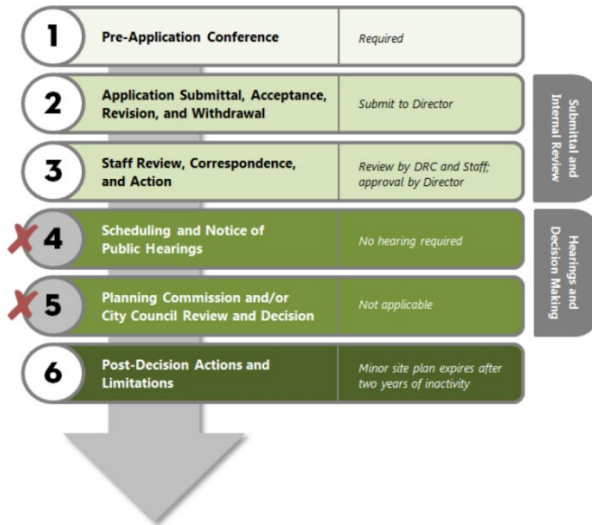 1
Pre-Application Conference
Required
2
Application Submittal, Acceptance,
Revision, and Withdrawal
Submit to Director
3
Staff Review, Correspondence,
and Action
Review by DRC and Staff;
approval by Director
Submittal and
Internal Review
4
Scheduling and Notice of
Public Hearings
No hearing required
5
Planning Commission and/or
City Council Review and Decision
Not applicable
Hearings and
Decision Making
6
Post-Decision Actions and
Limitations
Minor site plan expires after
two years of inactivity